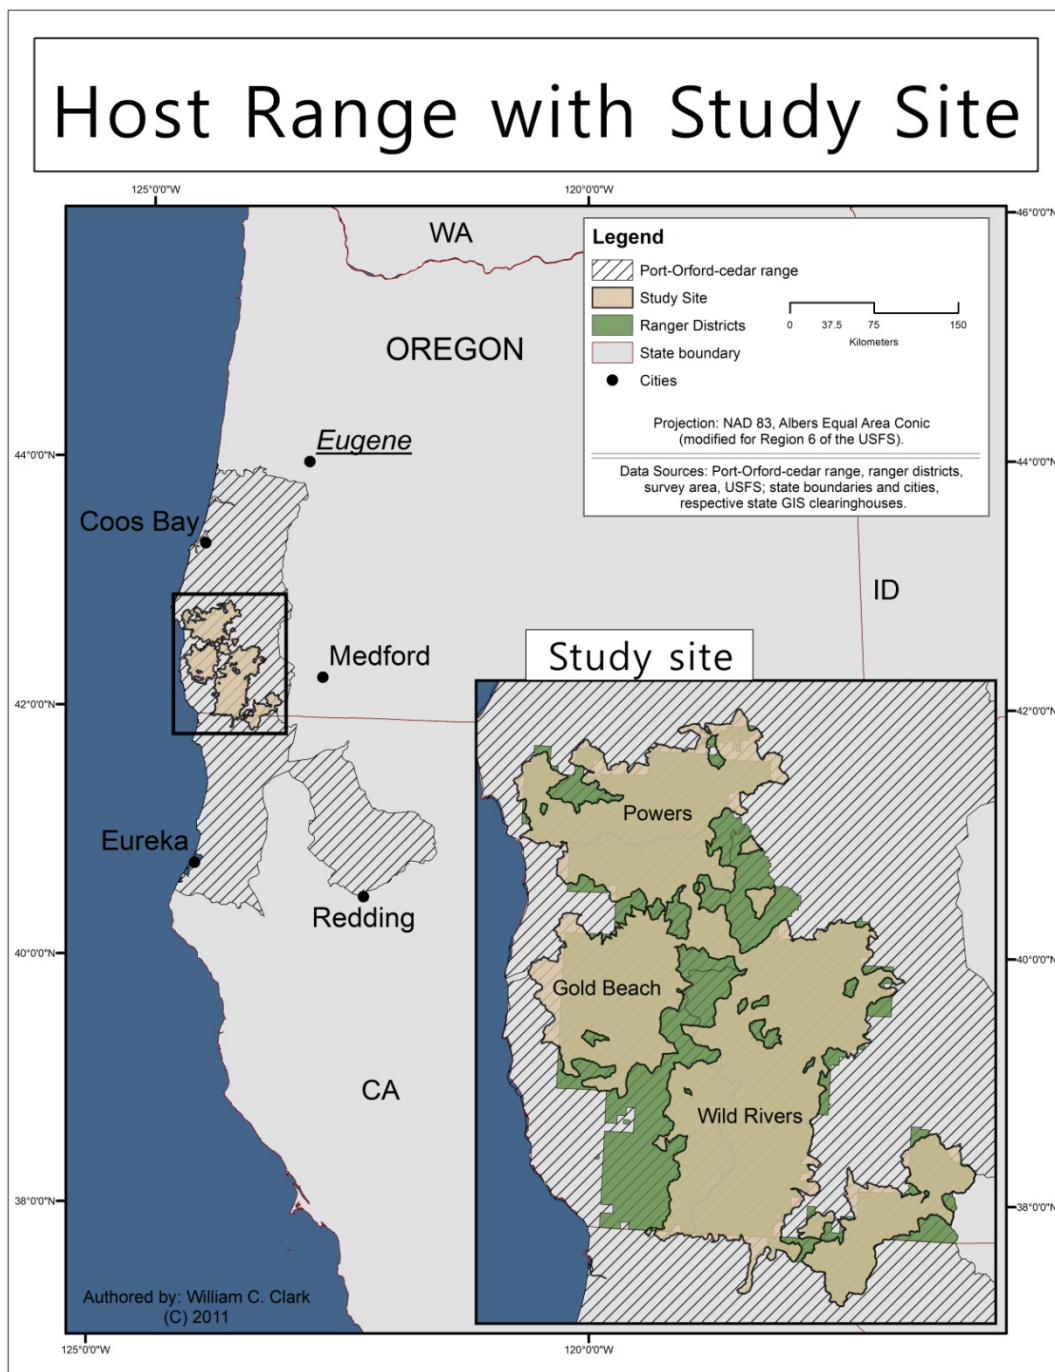 Host Range with Study Site
125°0'0"W
120°0'0"W
46°0'0"N
WA
Legend
Port-Orford-cedar range
Study Site
Ranger Districts
State boundary
Cities
0 37.5 75 150
Kilometers
Projection: NAD 83, Albers Equal Area Conic
(modified for Region 6 of the USFS).
Data Sources: Port-Orford-cedar range, ranger districts,
survey area, USFS; state boundaries and cities,
respective state GIS clearinghouses.
OREGON
Eugene
44°0'0"N
44°0'0"N
Coos Bay
ID
Medford
Study site
42°0'0"N
42°0'0"N
Powers
Eureka
Redding
40°0'0"N
40°0'0"N
Gold Beach
CA
Wild Rivers
38°0'0"N
38°0'0"N
Authored by: William C. Clark
(C) 2011
125°0'0"W
120°0'0"W